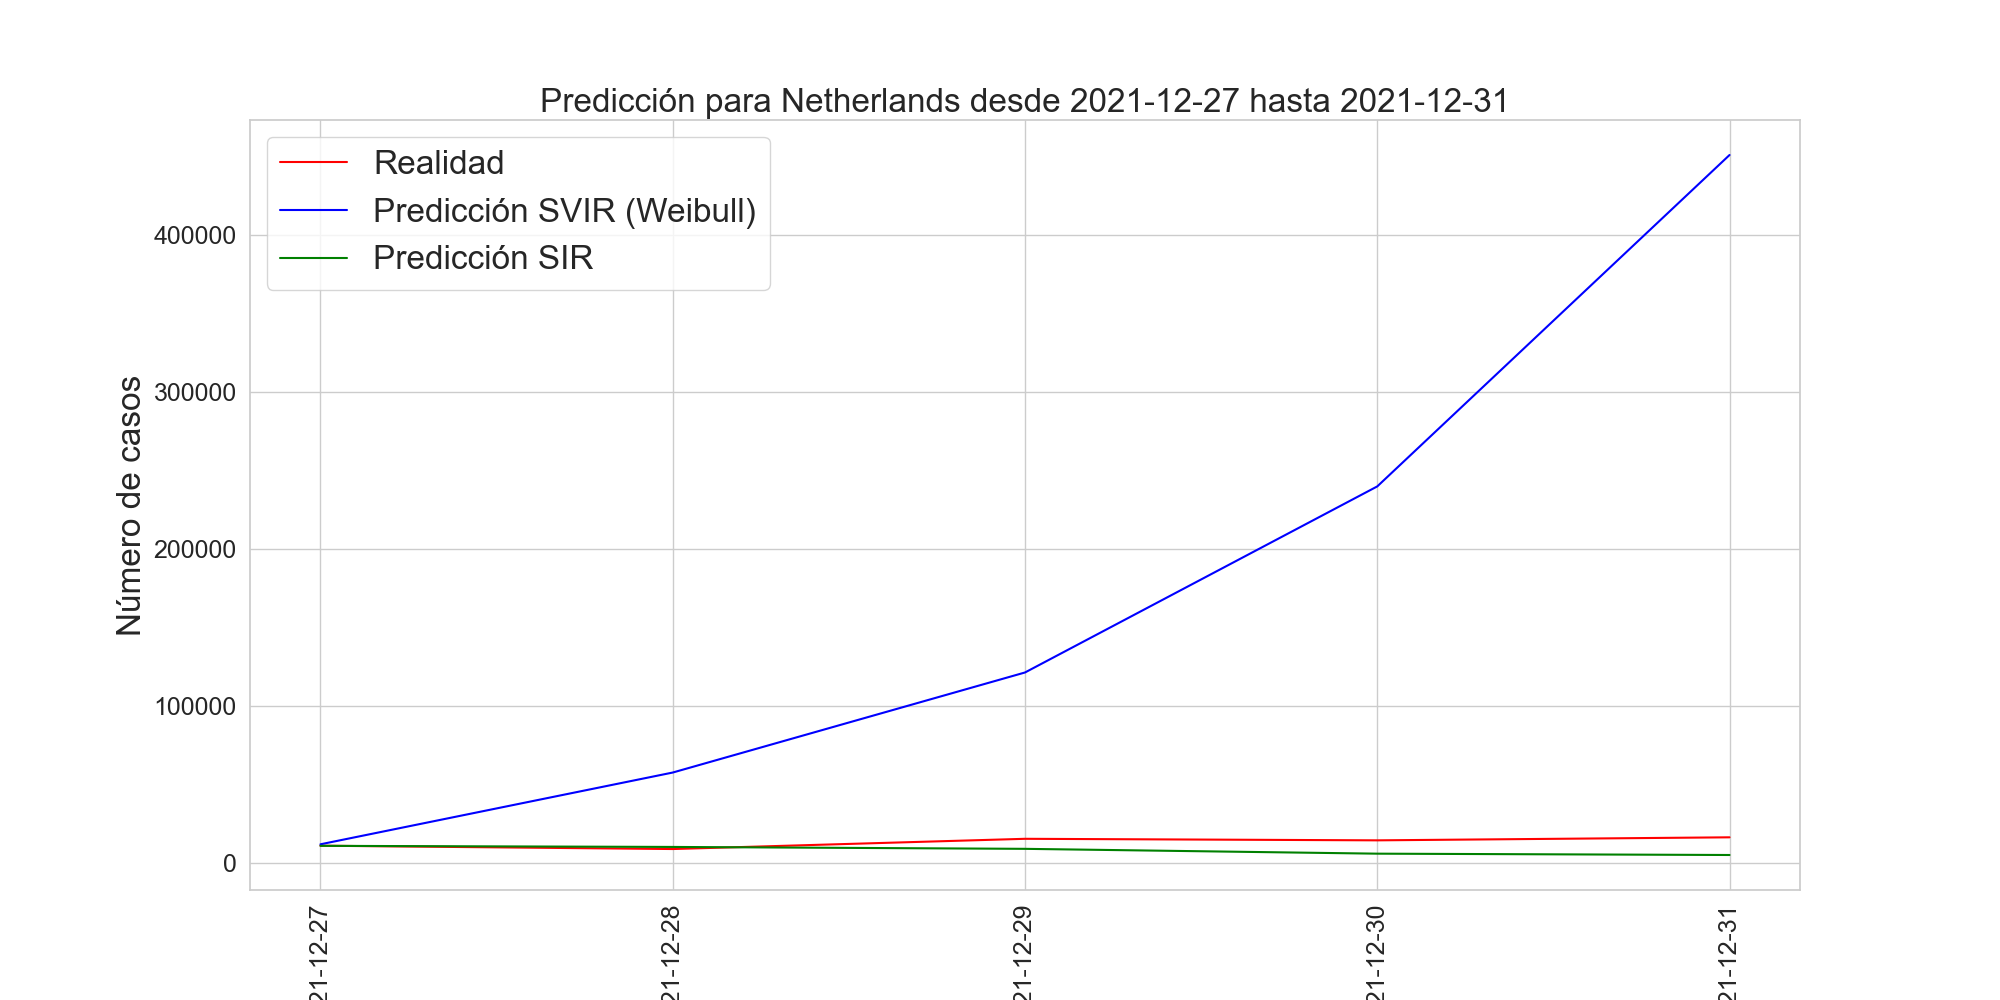 Predicción para Netherlands desde 2021-12-27 hasta 2021-12-31
Realidad
Predicción SVIR (Weibull)
Predicción SIR
Número de casos
400000
300000
200000
100000
0
21-12-27
21-12-28
21-12-29
21-12-30
21-12-31